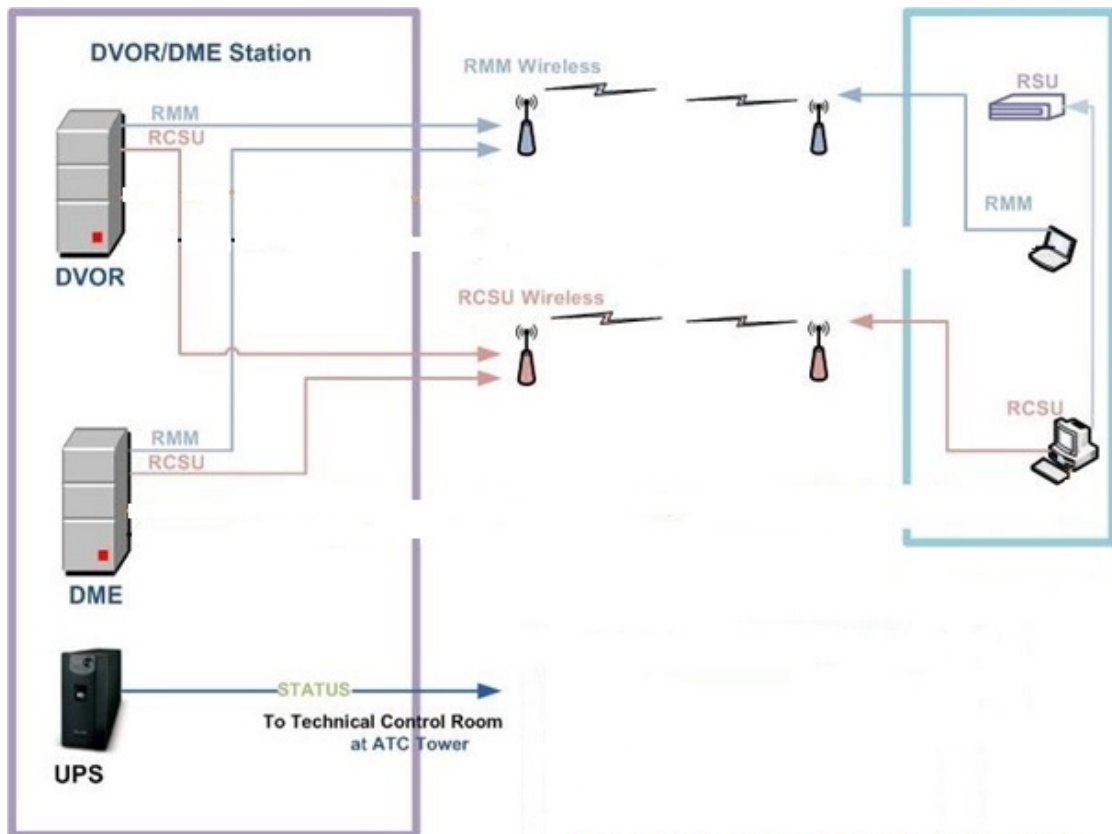 DVOR/DME Station
RMM Wireless
RSU
RMM
RCSU
RMM
DVOR
RCSU Wireless
RCSU
RMM
RCSU
DME
STATUS
To Technical Control Room
at ATC Tower
UPS